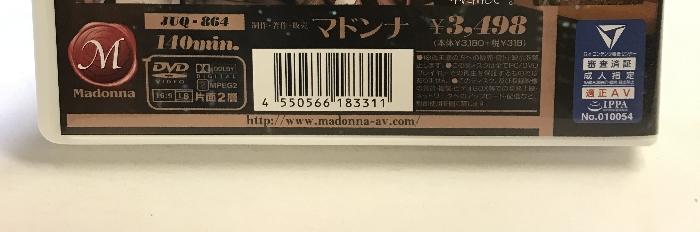 JUQ-864
140min.
M
Madonna
DVD VIDEO
DOLBY DIGITAL
MPEG2
16:9 LB 片面2層
制作・著作・販売 マドンナ
¥3,498
(本体¥3,180+税¥318)
4 550566 183311
http://www.madonna-av.com/
審査済証
成人指定
適正AV
IPPA
No.010054